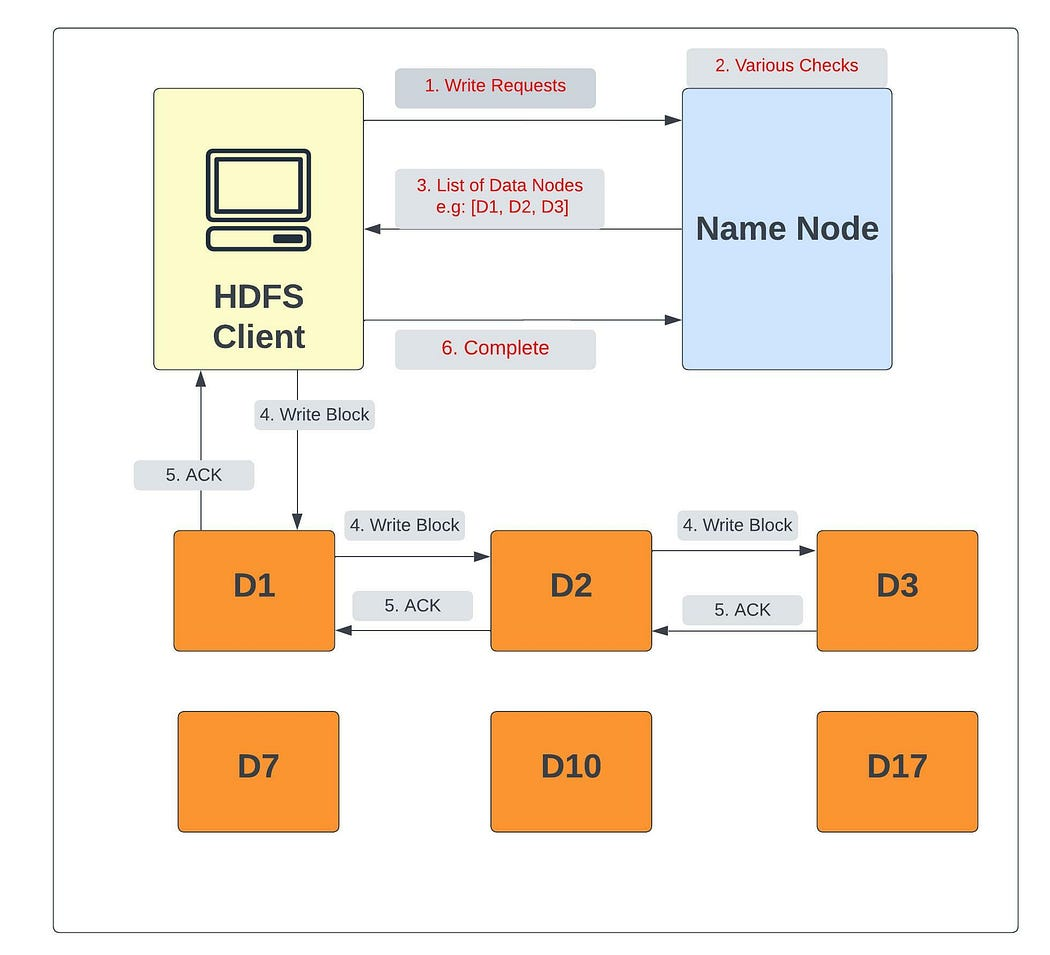 2. Various Checks
1. Write Requests
3. List of Data Nodes
e.g: [D1, D2, D3]
Name Node
HDFS
Client
6. Complete
4. Write Block
5. ACK
4. Write Block
4. Write Block
D1
D2
D3
5. ACK
5. ACK
D7
D10
D17